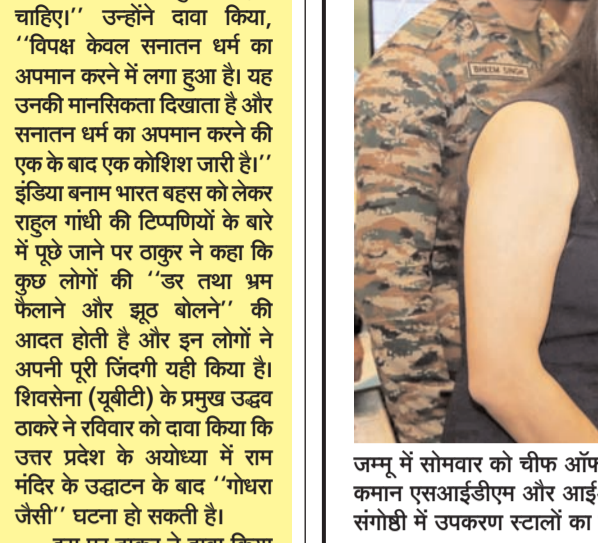 चाहिए।'' उन्होंने दावा किया,
''विपक्ष केवल सनातन धर्म का
अपमान करने में लगा हुआ है। यह
उनकी मानसिकता दिखाता है और
सनातन धर्म का अपमान करने की
एक के बाद एक कोशिश जारी है।''
इंडिया बनाम भारत बहस को लेकर
राहुल गांधी की टिप्पणियों के बारे
में पूछे जाने पर ठाकुर ने कहा कि
कुछ लोगों की ''डर तथा भ्रम
फैलाने और झूठ बोलने'' की
आदत होती है और इन लोगों ने
अपनी पूरी जिंदगी यही किया है।
शिवसेना (यूबीटी) के प्रमुख उद्धव
ठाकरे ने रविवार को दावा किया कि
उत्तर प्रदेश के अयोध्या में राम
मंदिर के उद्घाटन के बाद ''गोधरा
जैसी'' घटना हो सकती है।
BHEEM SINGH
जम्मू में सोमवार को चीफ ऑफ
कमान एसआईडीएम और आई
संगोष्ठी में उपकरण स्टालों का